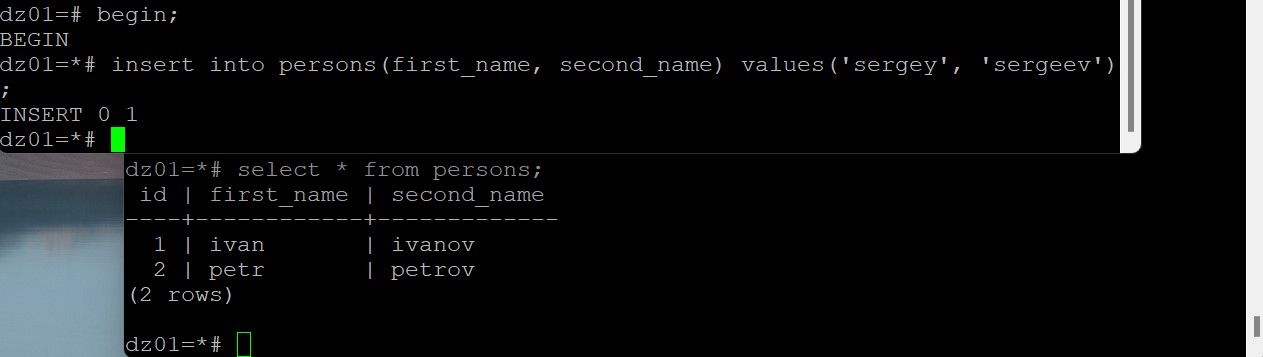 dz01=# begin;
BEGIN
dz01=*# insert into persons(first_name, second_name) values('sergey', 'sergeev')
;
INSERT 0 1
dz01=*#
dz01=*# select * from persons;
 id | first_name | second_name
----+------------+-------------
  1 | ivan       | ivanov
  2 | petr       | petrov
(2 rows)
dz01=*#